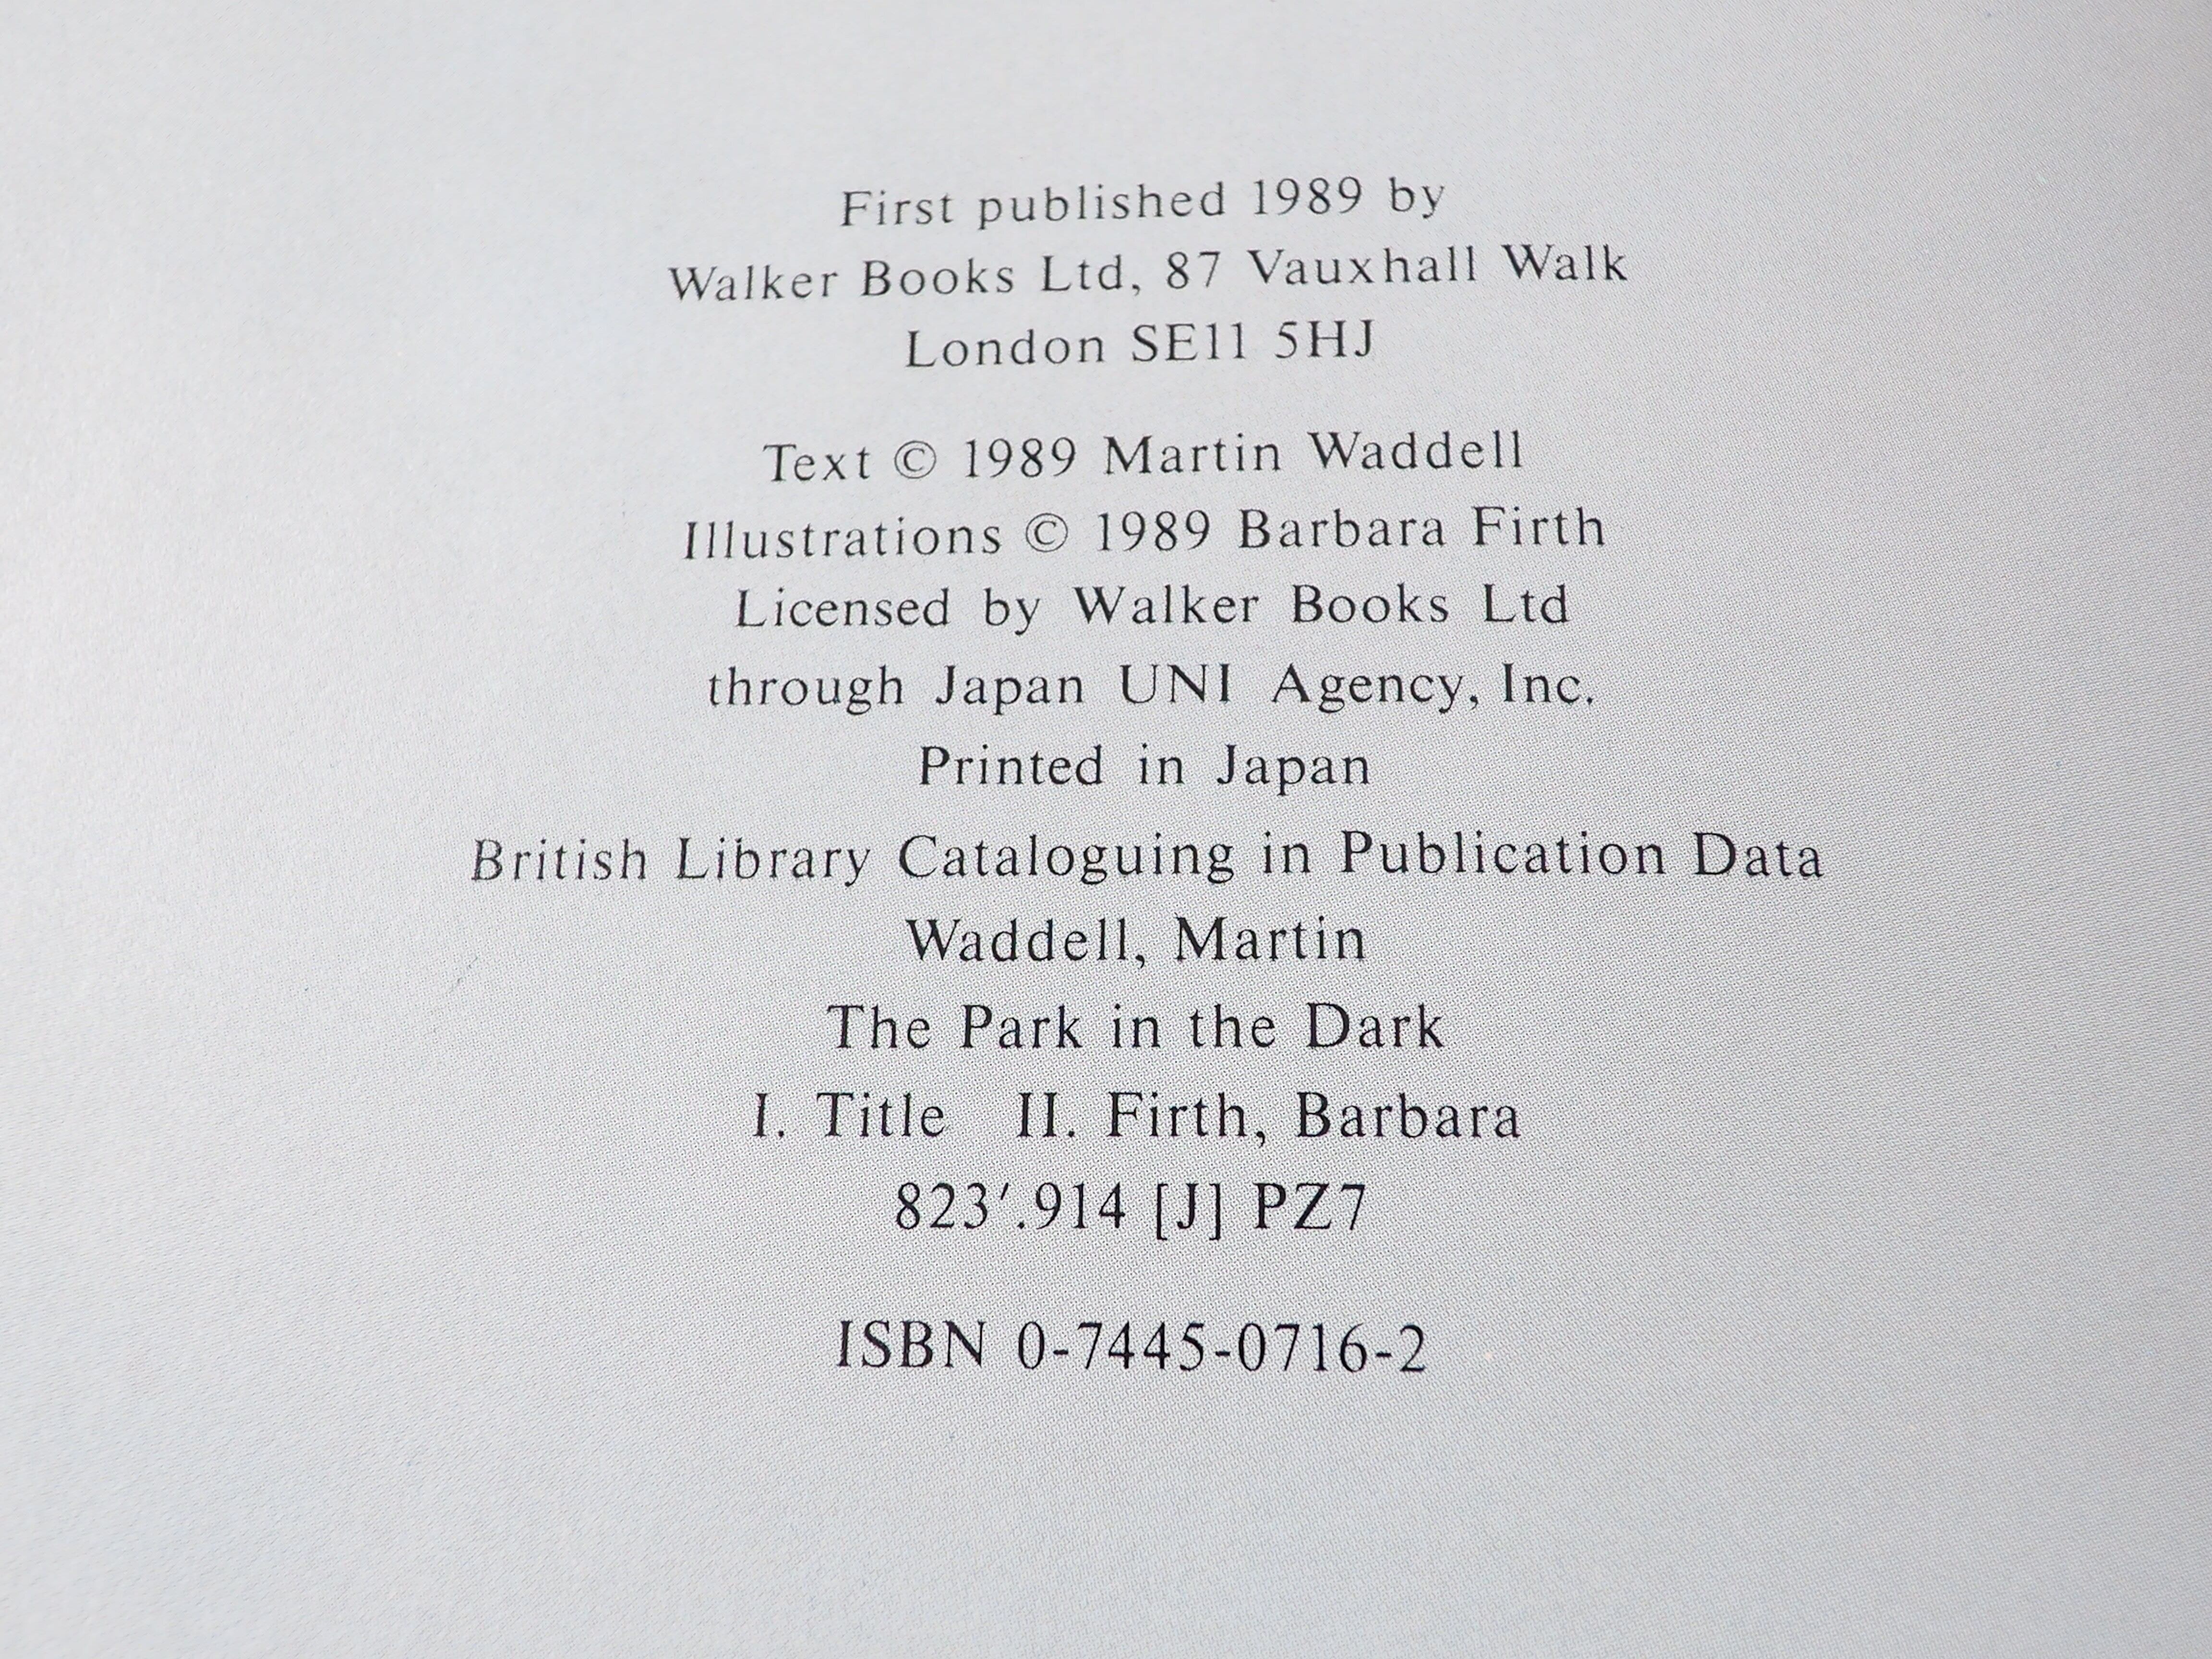 First published 1989 by
Walker Books Ltd, 87 Vauxhall Walk
London SE11 5HJ
Text © 1989 Martin Waddell
Illustrations © 1989 Barbara Firth
Licensed by Walker Books Ltd
through Japan UNI Agency, Inc.
Printed in Japan
British Library Cataloguing in Publication Data
Waddell, Martin
The Park in the Dark
I. Title II. Firth, Barbara
823′.914 [J] PZ7
ISBN 0-7445-0716-2